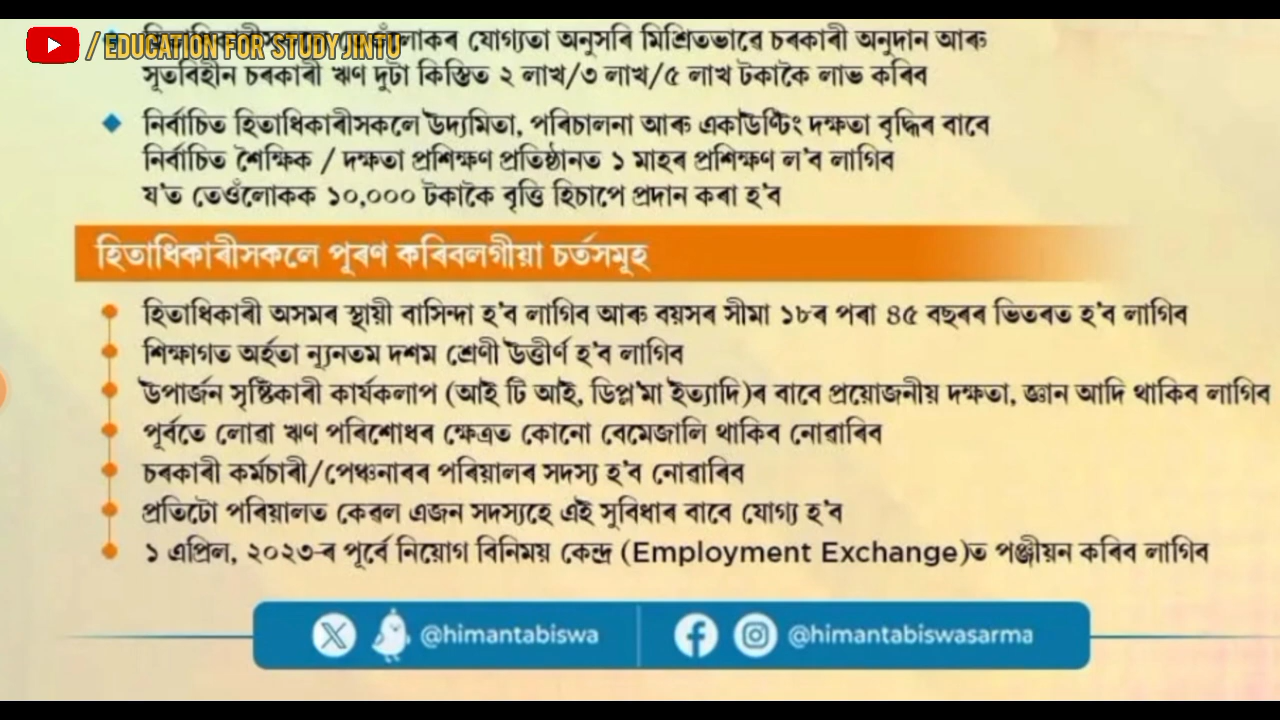 / EDUCATION FOR STUDY JINTU
যোগ্যতা অনুসৰি মিশ্ৰিতভাৱে চৰকাৰী অনুদান আৰু
সূতবিহীন চৰকাৰী ঋণ দুটা কিস্তিত ২ লাখ/৩ লাখ/৫ লাখ টকাকৈ লাভ কৰিব
নিৰ্বাচিত হিতাধিকাৰীসকলে উদ্যমিতা, পৰিচালনা আৰু একাউণ্টিং দক্ষতা বৃদ্ধিৰ বাবে
নিৰ্বাচিত শৈক্ষিক / দক্ষতা প্ৰশিক্ষণ প্ৰতিষ্ঠানত ১ মাহৰ প্ৰশিক্ষণ ল'ব লাগিব
য'ত তেওঁলোকক ১০,০০০ টকাকৈ বৃত্তি হিচাপে প্ৰদান কৰা হ'ব
হিতাধিকাৰীসকলে পূৰণ কৰিবলগীয়া চৰ্তসমূহ
হিতাধিকাৰী অসমৰ স্থায়ী বাসিন্দা হ'ব লাগিব আৰু বয়সৰ সীমা ১৮ৰ পৰা ৪৫ বছৰৰ ভিতৰত হ'ব লাগিব
শিক্ষাগত অৰ্হতা ন্যূনতম দশম শ্ৰেণী উত্তীৰ্ণ হ'ব লাগিব
উপাৰ্জন সৃষ্টিকাৰী কাৰ্যকলাপ (আই টি আই, ডিপ্ল'মা ইত্যাদি)ৰ বাবে প্ৰয়োজনীয় দক্ষতা, জ্ঞান আদি থাকিব লাগিব
পূৰ্বতে লোৱা ঋণ পৰিশোধৰ ক্ষেত্ৰত কোনো বেমেজালি থাকিব নোৱাৰিব
চৰকাৰী কৰ্মচাৰী/পেঞ্চনাৰৰ পৰিয়ালৰ সদস্য হ'ব নোৱাৰিব
প্ৰতিটো পৰিয়ালত কেৱল এজন সদস্যহে এই সুবিধাৰ বাবে যোগ্য হ'ব
১ এপ্ৰিল, ২০২৩-ৰ পূৰ্বে নিয়োগ বিনিময় কেন্দ্ৰ (Employment Exchange)ত পঞ্জীয়ন কৰিব লাগিব
@himantabiswa
@himantabiswasarma